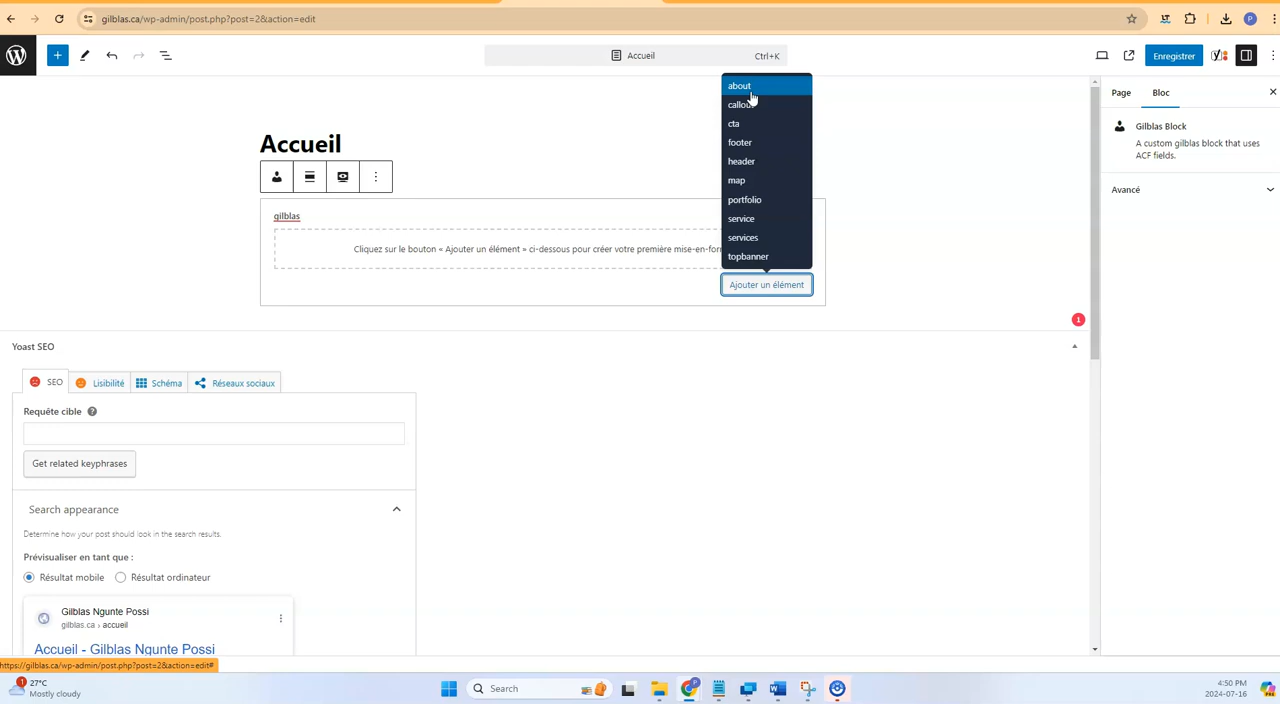 gilblas.ca/wp-admin/post.php?post=2&action=edit
P
Accueil
Ctrl+K
Enregistrer
Accueil
gilblas
Cliquez sur le bouton « Ajouter un élément » ci-dessous pour créer votre première mise-en-for
about
cta
footer
header
map
portfolio
service
services
topbanner
Ajouter un élément
Page
Bloc
Gilblas Block
A custom gilblas block that uses
ACF fields.
Avancé
1
Yoast SEO
SEO
Lisibilité
Schéma
Réseaux sociaux
Requête cible
Get related keyphrases
Search appearance
Determine how your post should look in the search results.
Prévisualiser en tant que :
Résultat mobile
Résultat ordinateur
Gilblas Ngunte Possi
gilblas.ca › accueil
Accueil - Gilblas Ngunte Possi
https://gilblas.ca/wp-admin/post.php?post=2&action=edit#
1
27°C
Mostly cloudy
Search
P
4:50 PM
2024-07-16